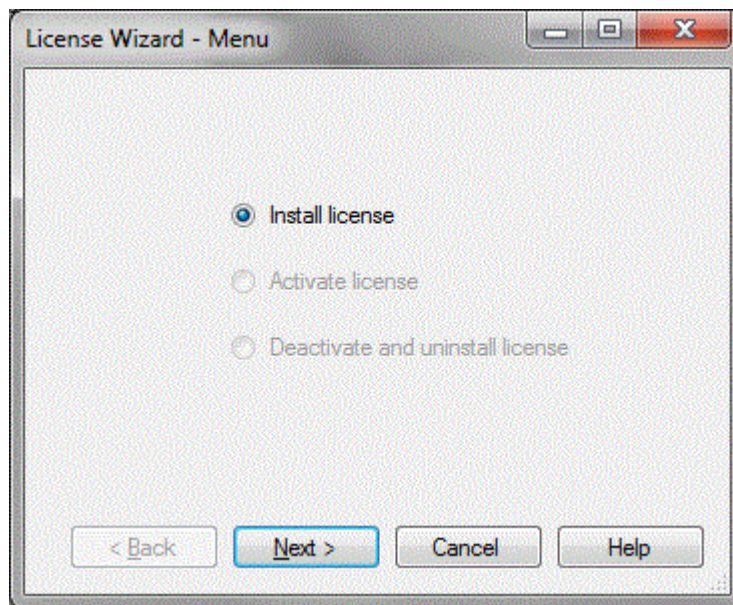 License Wizard - Menu
Install license
Activate license
Deactivate and uninstall license
< Back Next > Cancel Help